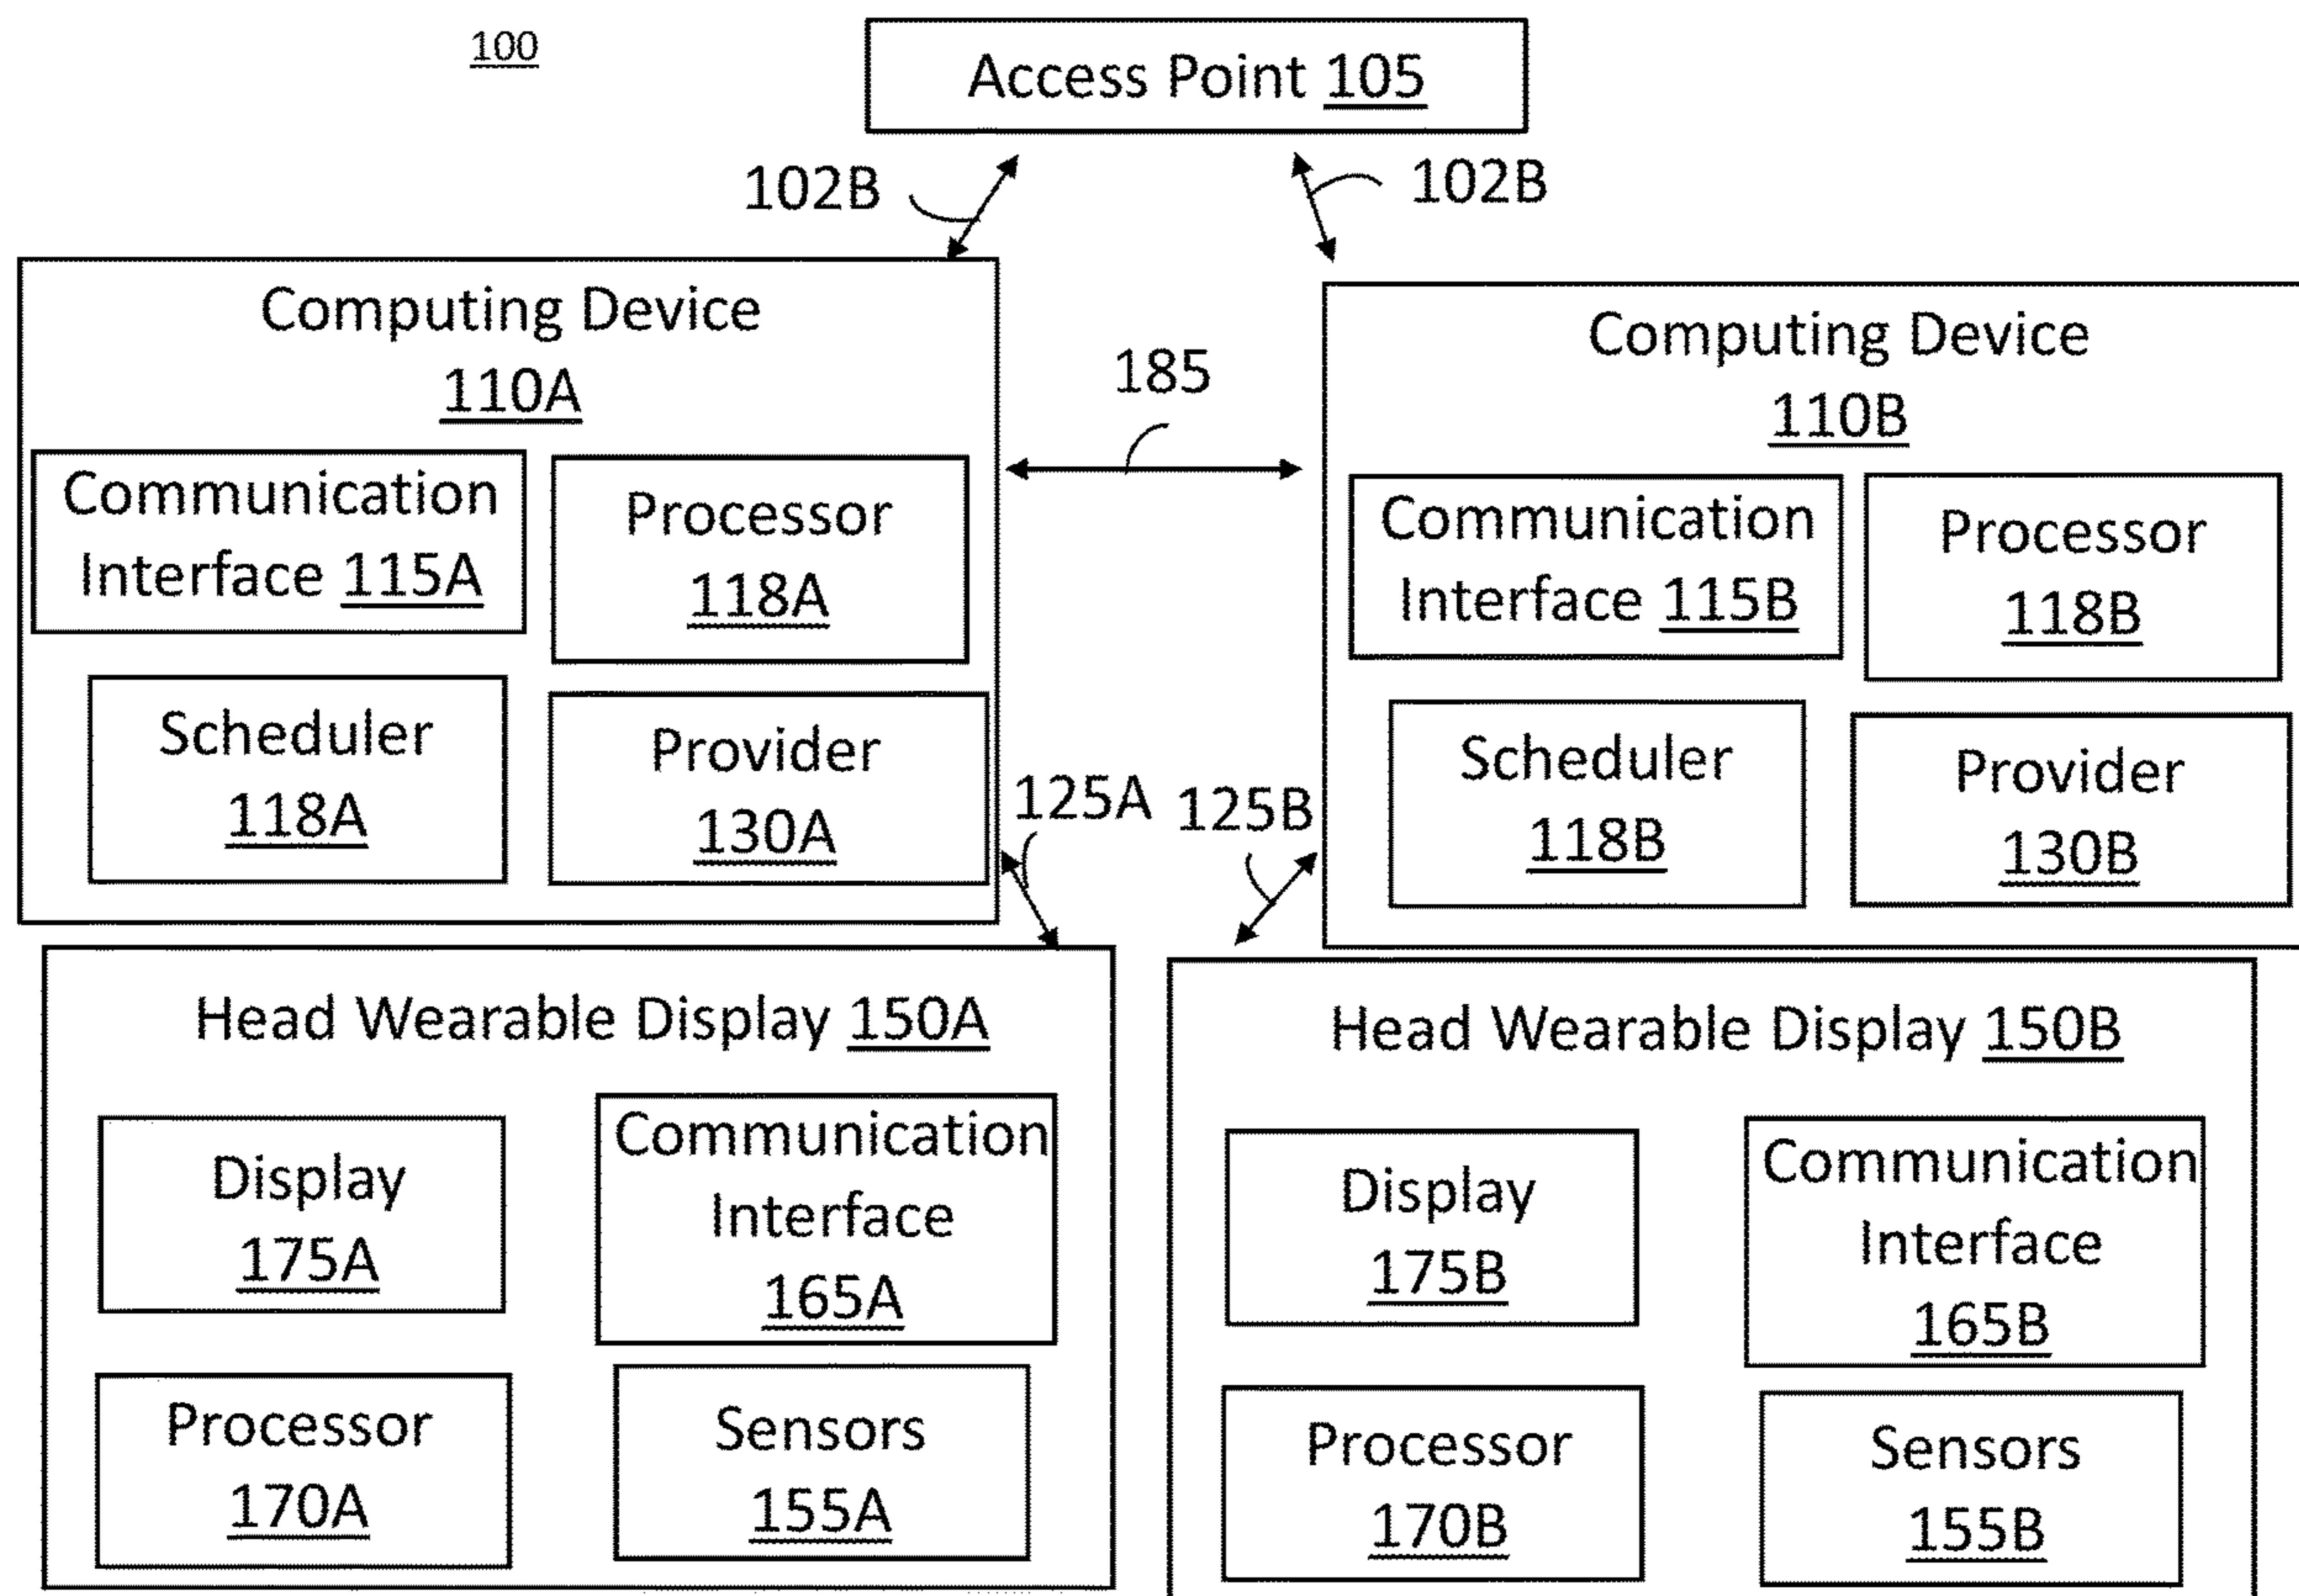 100
Access Point 105
102B
102B
Computing Device
110A
Communication
Interface 115A
Processor
118A
Scheduler
118A
Provider
130A
185
Computing Device
110B
Communication
Interface 115B
Processor
118B
Scheduler
118B
Provider
130B
125A
125B
Head Wearable Display 150A
Display
175A
Communication
Interface
165A
Processor
170A
Sensors
155A
Head Wearable Display 150B
Display
175B
Communication
Interface
165B
Processor
170B
Sensors
155B